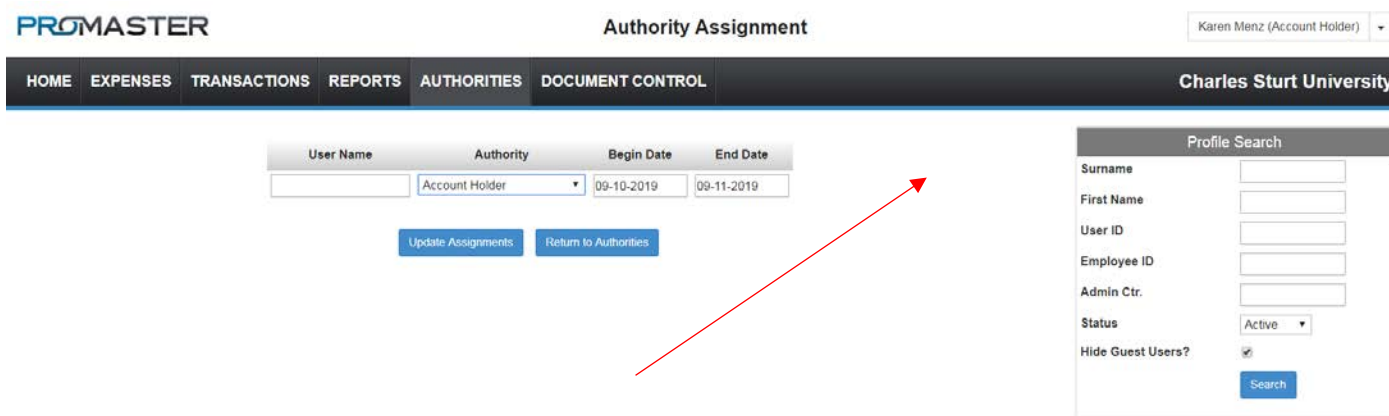 PROMASTER
Authority Assignment
Karen Menz (Account Holder)
HOME EXPENSES TRANSACTIONS REPORTS AUTHORITIES DOCUMENT CONTROL
Charles Sturt University
User Name Authority Begin Date End Date
Account Holder 09-10-2019 09-11-2019
Update Assignments Return to Authorities
Profile Search
Surname
First Name
User ID
Employee ID
Admin Ctr.
Status Active
Hide Guest Users?
Search